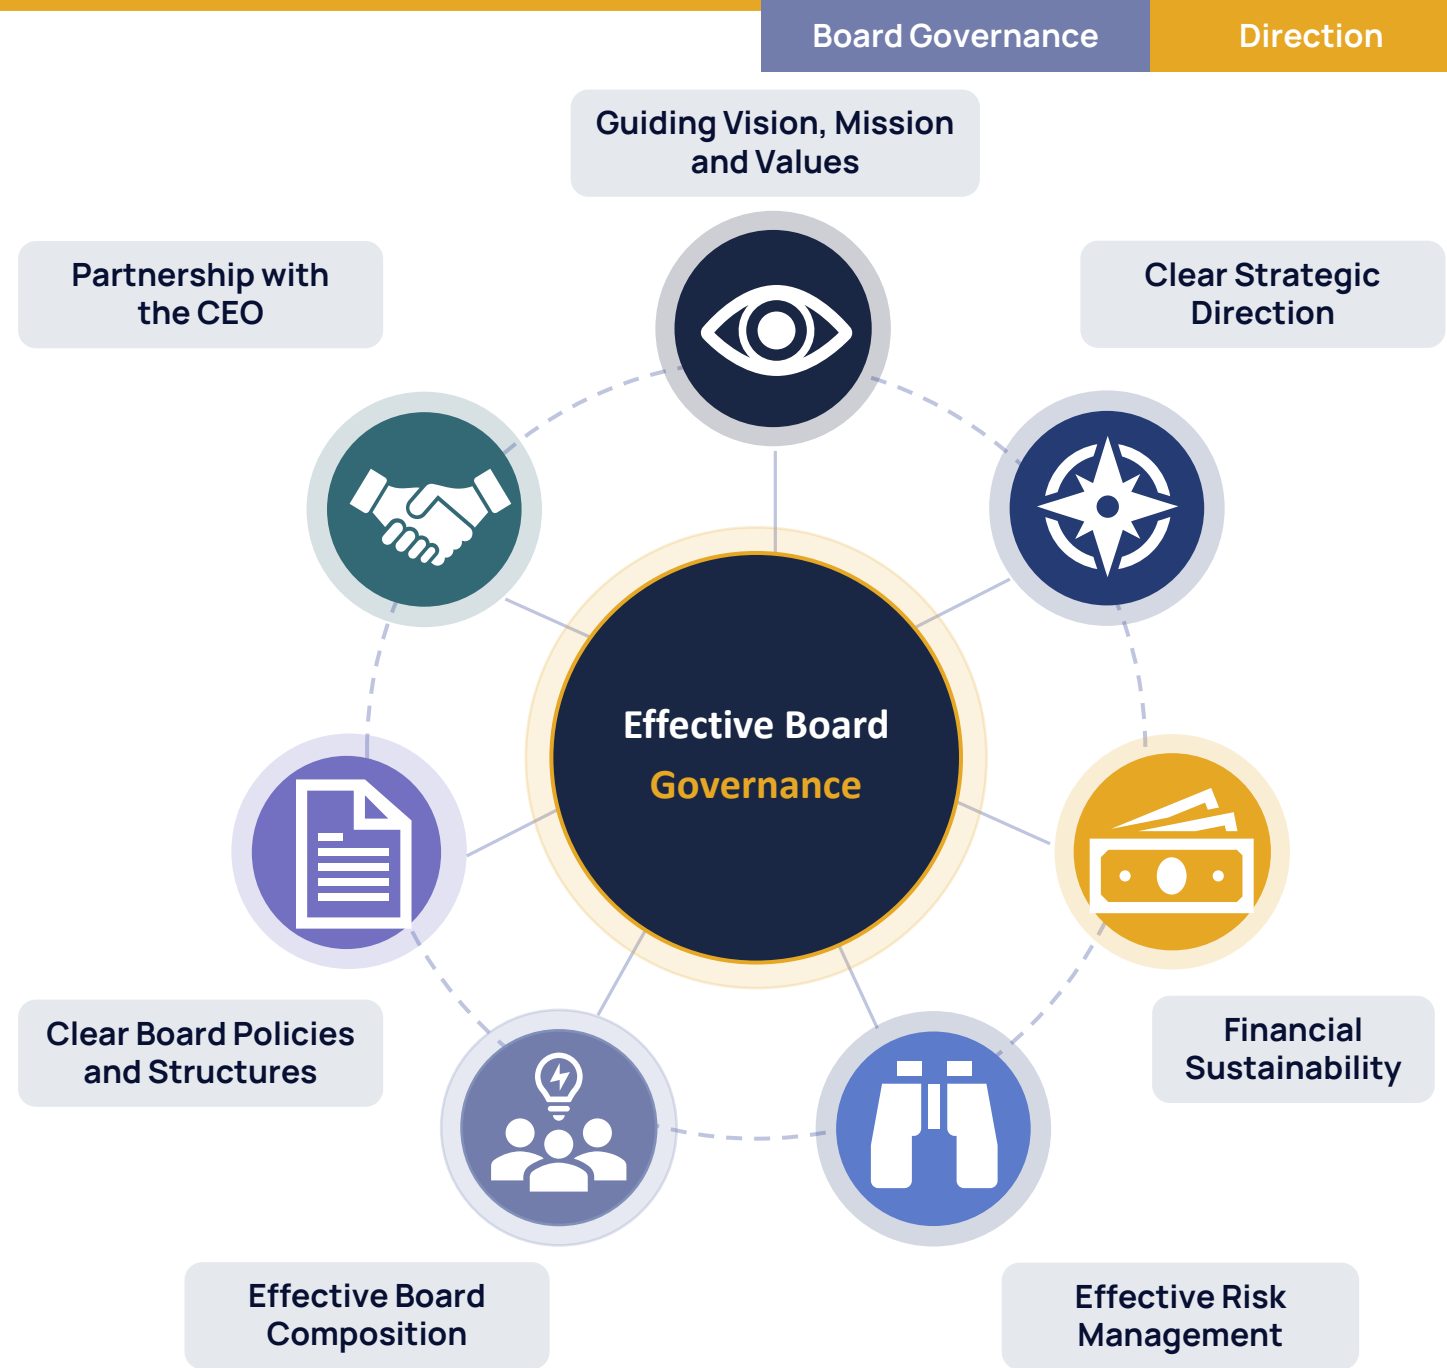 Board Governance
Direction
Guiding Vision, Mission
and Values
Partnership with
the CEO
Clear Strategic
Direction
Effective Board
Governance
Clear Board Policies
and Structures
Financial
Sustainability
Effective Board
Composition
Effective Risk
Management